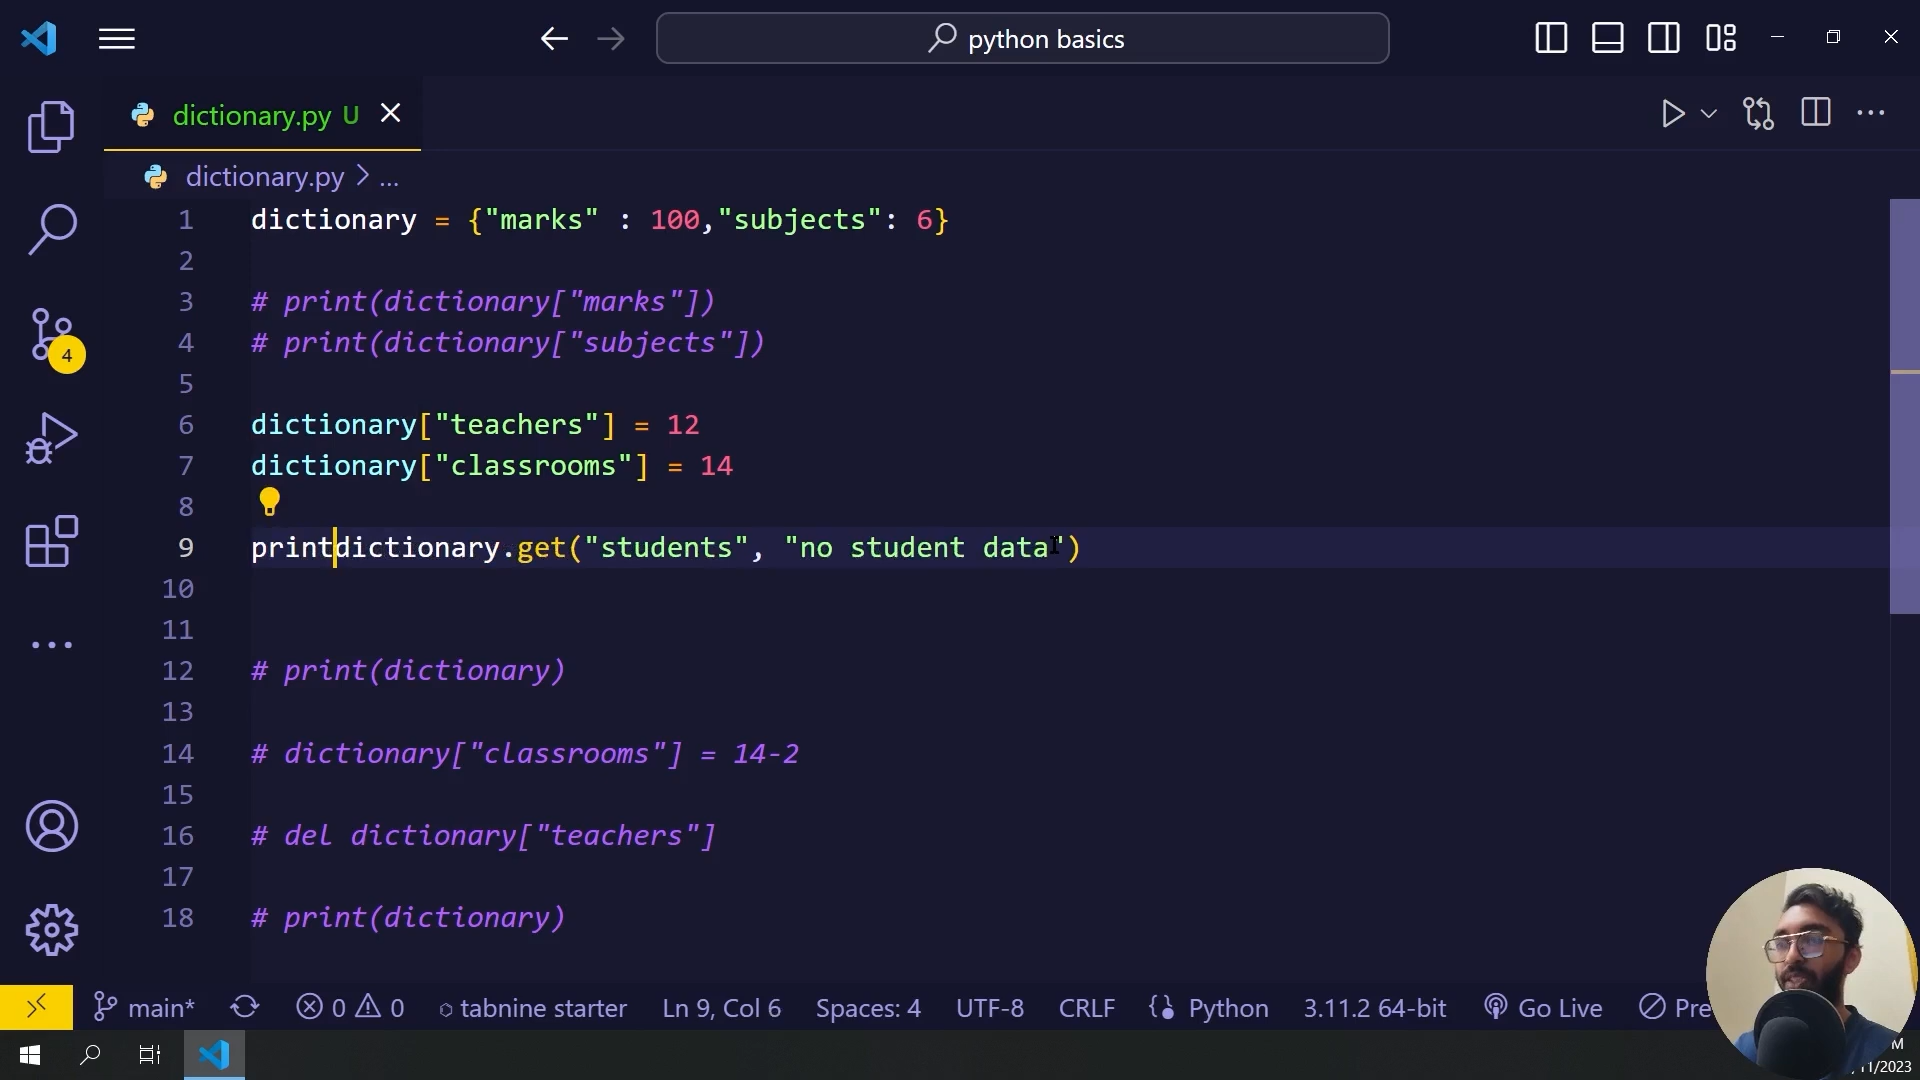 python basics
dictionary.py U
dictionary.py > ...
1 dictionary = {"marks" : 100,"subjects": 6}
2
3 # print(dictionary["marks"])
4 # print(dictionary["subjects"])
5
6 dictionary["teachers"] = 12
7 dictionary["classrooms"] = 14
8
9 printdictionary.get("students", "no student data")
10
11
12 # print(dictionary)
13
14 # dictionary["classrooms"] = 14-2
15
16 # del dictionary["teachers"]
17
18 # print(dictionary)
4
main* 0 0 tabnine starter Ln 9, Col 6 Spaces: 4 UTF-8 CRLF Python 3.11.2 64-bit Go Live
M
11/2023